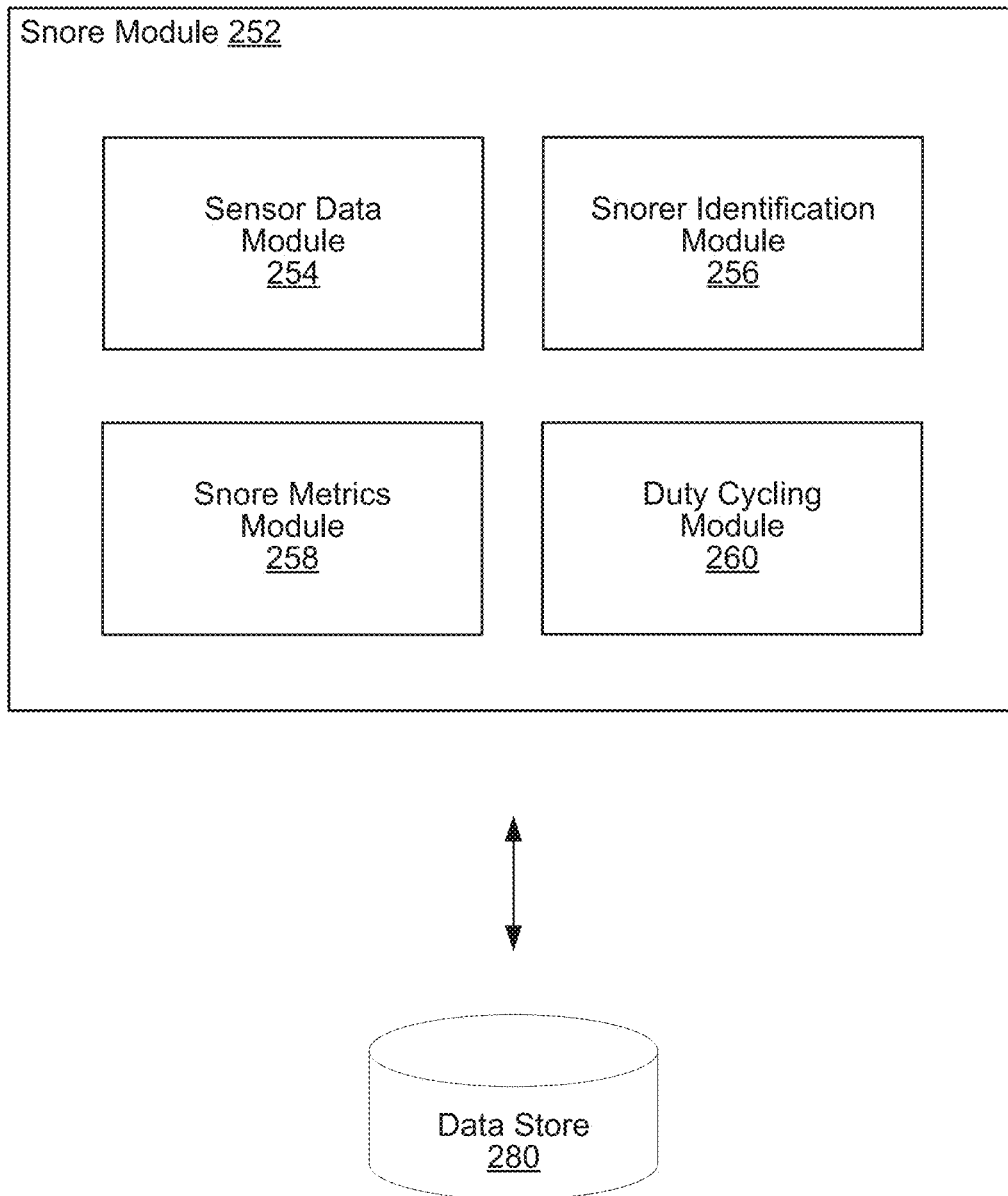 Snore Module 252
Sensor Data
Module
254
Snorer Identification
Module
256
Snore Metrics
Module
258
Duty Cycling
Module
260
Data Store
280